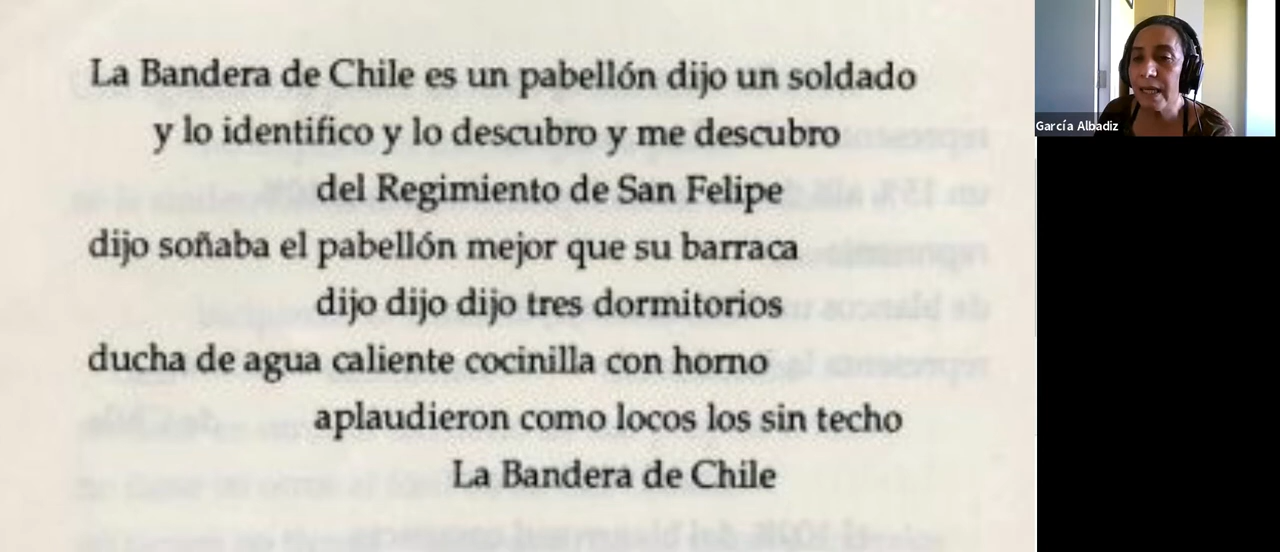 La Bandera de Chile es un pabellón dijo un soldado
y lo identifico y lo descubro y me descubro
del Regimiento de San Felipe
dijo soñaba el pabellón mejor que su barraca
dijo dijo dijo tres dormitorios
ducha de agua caliente cocinilla con horno
aplaudieron como locos los sin techo
La Bandera de Chile
García Albadiz